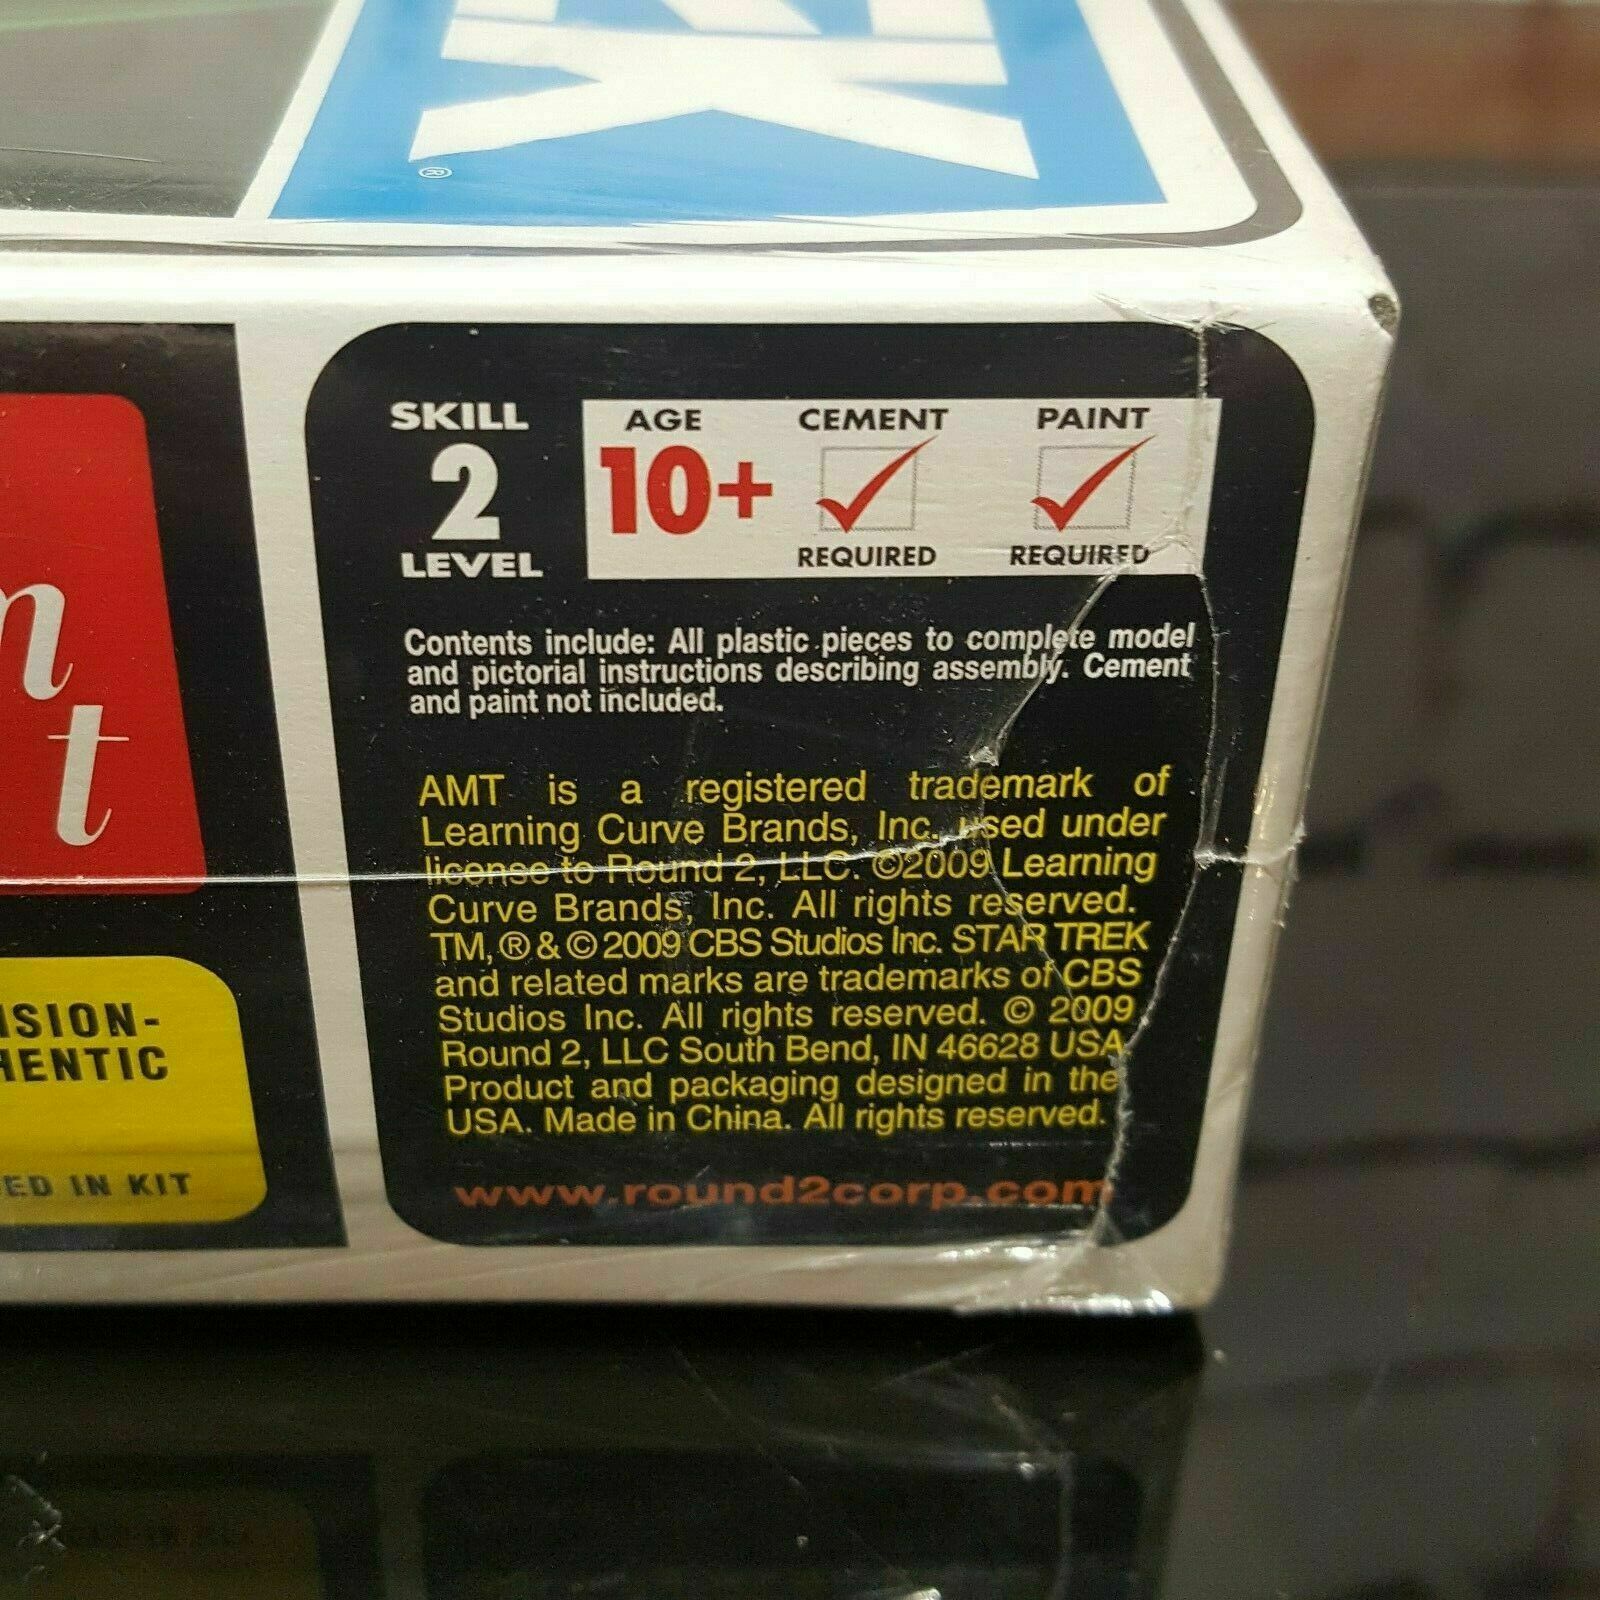 ®
SKILL
2
LEVEL
AGE
10+
CEMENT
REQUIRED
PAINT
REQUIRED
Contents include: All plastic pieces to complete model
and pictorial instructions describing assembly. Cement
and paint not included.
AMT is a registered trademark of
Learning Curve Brands, Inc. used under
license to Round 2, LLC. ©2009 Learning
Curve Brands, Inc. All rights reserved.
TM, ® & © 2009 CBS Studios Inc. STAR TREK
and related marks are trademarks of CBS
Studios Inc. All rights reserved. © 2009
Round 2, LLC South Bend, IN 46628 USA
Product and packaging designed in the
USA. Made in China. All rights reserved.
www.round2corp.com
t
ISION-
HENTIC
ED IN KIT